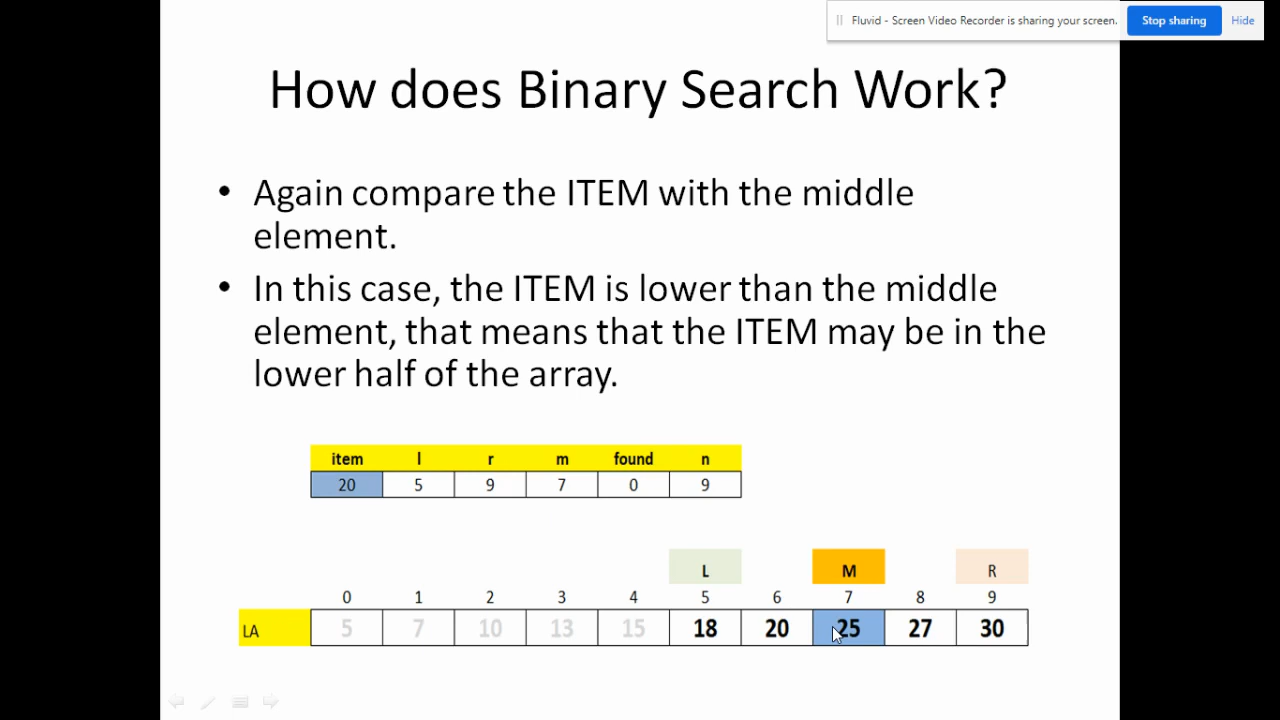 Fluvid - Screen Video Recorder is sharing your screen. Stop sharing Hide
How does Binary Search Work?
• Again compare the ITEM with the middle
element.
• In this case, the ITEM is lower than the middle
element, that means that the ITEM may be in the
lower half of the array.
item l r m found n
20 5 9 7 0 9
L M R
0 1 2 3 4 5 6 7 8 9
LA 5 7 10 13 15 18 20 25 27 30